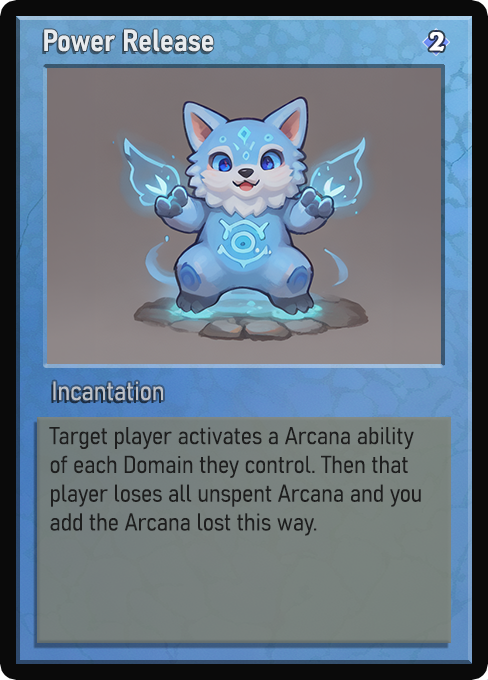 Power Release
2
Incantation
Target player activates a Arcana ability
of each Domain they control. Then that
player loses all unspent Arcana and you
add the Arcana lost this way.